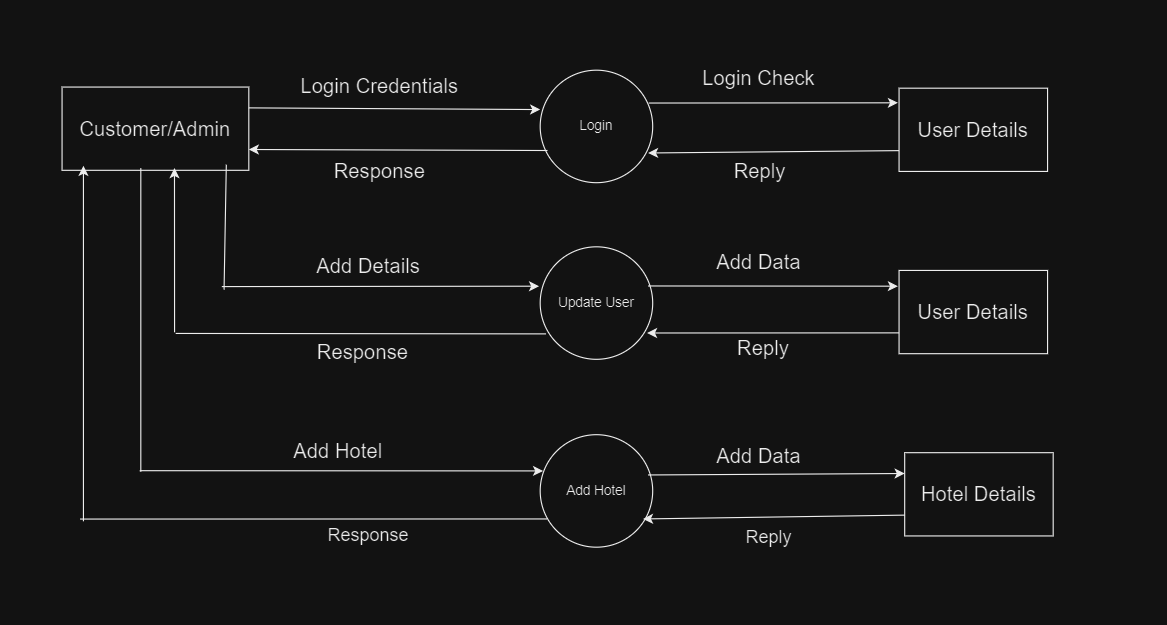 Login Credentials
Login Check
Customer/Admin
Login
User Details
Response
Reply
Add Details
Add Data
Update User
User Details
Response
Reply
Add Hotel
Add Data
Add Hotel
Hotel Details
Response
Reply